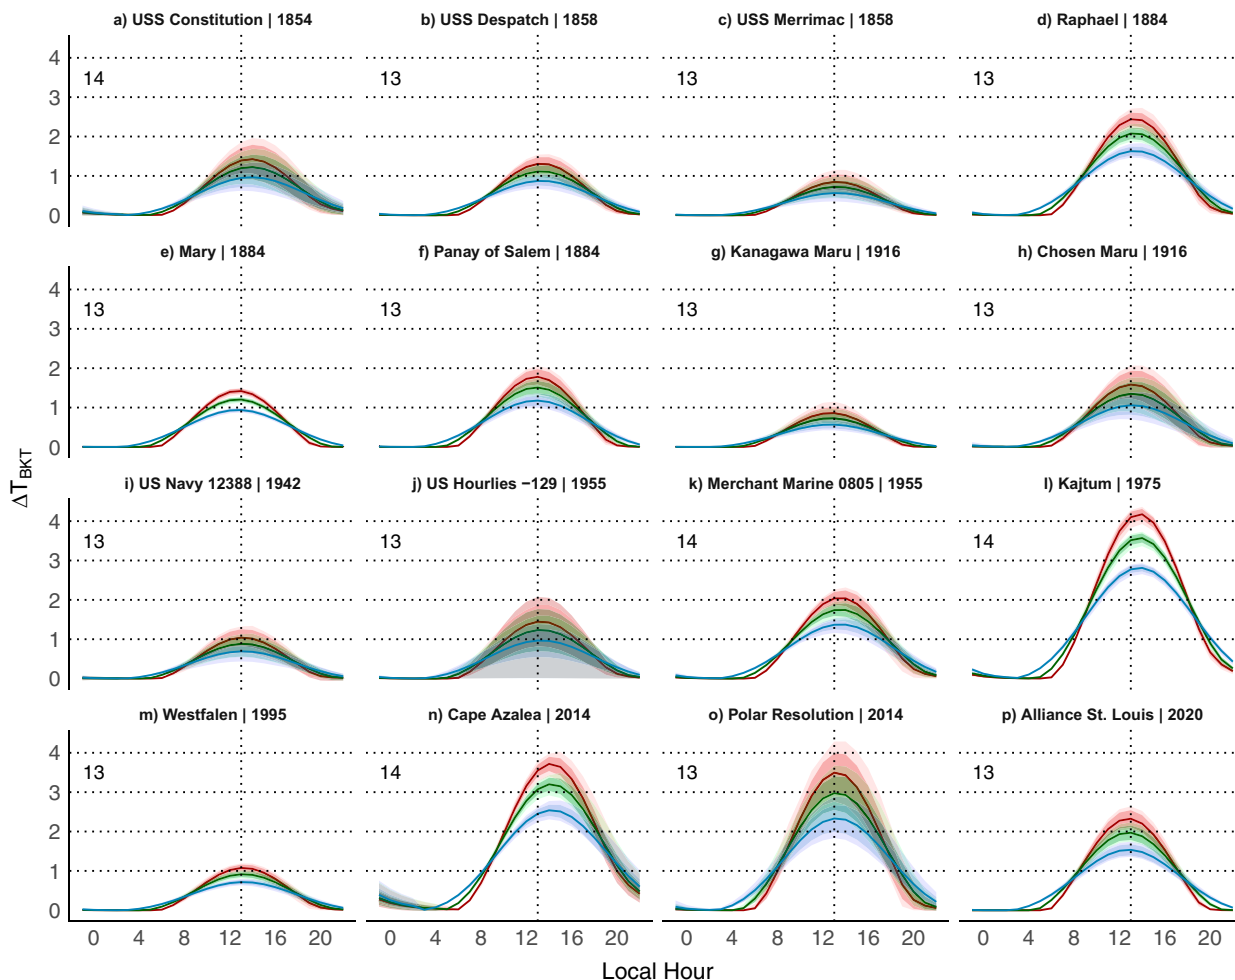 a) USS Constitution | 1854
b) USS Despatch | 1858
c) USS Merrimac | 1858
d) Raphael | 1884
4
3
2
1
0
14
13
13
13
e) Mary | 1884
f) Panay of Salem | 1884
g) Kanagawa Maru | 1916
h) Chosen Maru | 1916
4
3
2
1
0
13
13
13
13
i) US Navy 12388 | 1942
j) US Hourlies −129 | 1955
k) Merchant Marine 0805 | 1955
l) Kajtum | 1975
4
3
2
1
0
13
13
14
14
m) Westfalen | 1995
n) Cape Azalea | 2014
o) Polar Resolution | 2014
p) Alliance St. Louis | 2020
4
3
2
1
0
13
14
13
13
0 4 8 12 16 20
0 4 8 12 16 20
0 4 8 12 16 20
0 4 8 12 16 20
Local Hour
ΔT_BKT